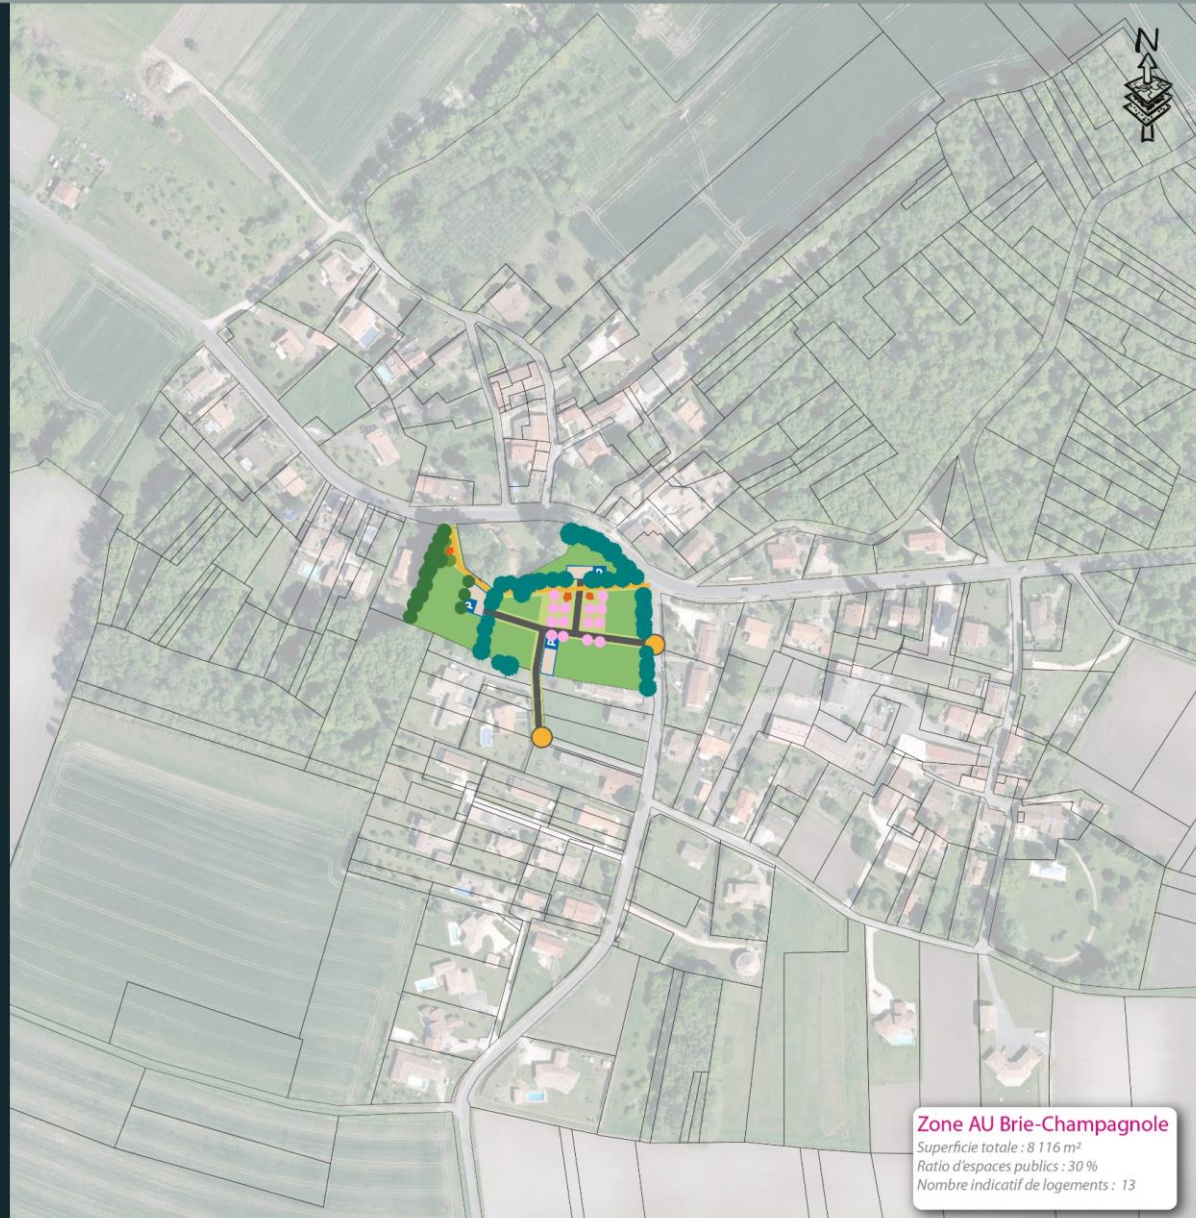 N
P
P
P
Zone AU Brie-Champagnole
Superficie totale : 8 116 m²
Ratio d'espaces publics : 30 %
Nombre indicatif de logements : 13